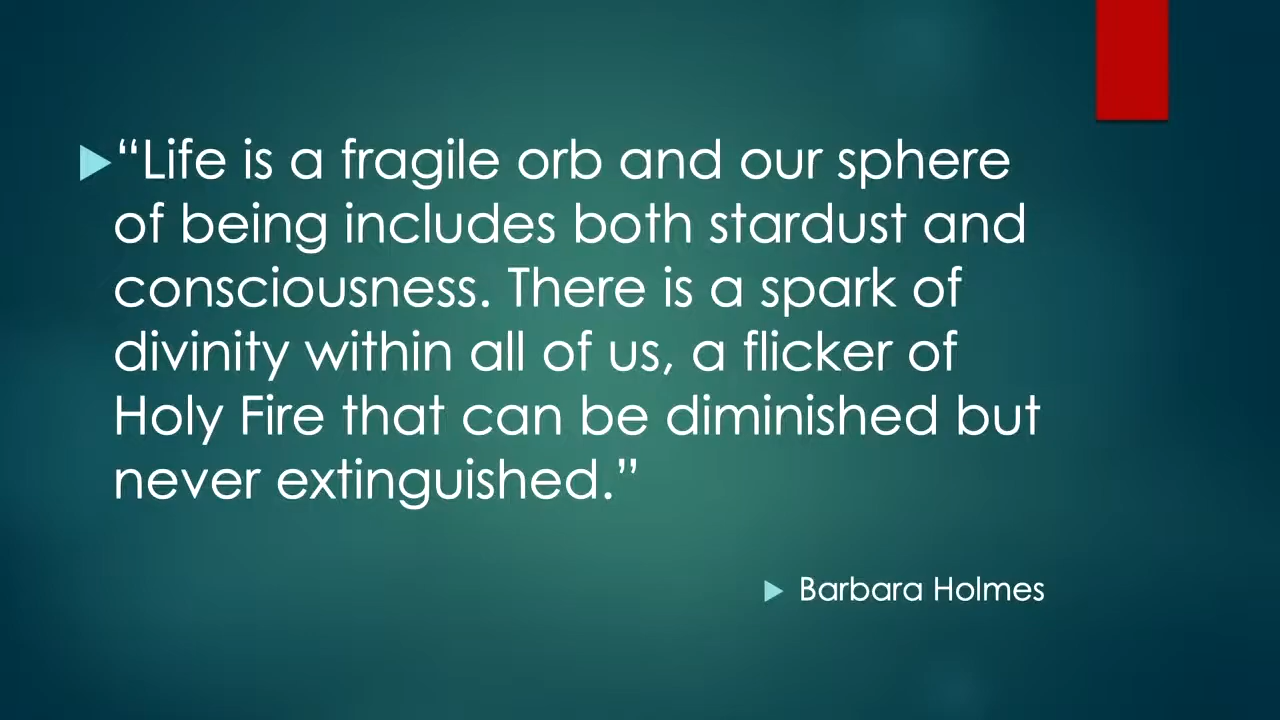 “Life is a fragile orb and our sphere
of being includes both stardust and
consciousness. There is a spark of
divinity within all of us, a flicker of
Holy Fire that can be diminished but
never extinguished.”
Barbara Holmes